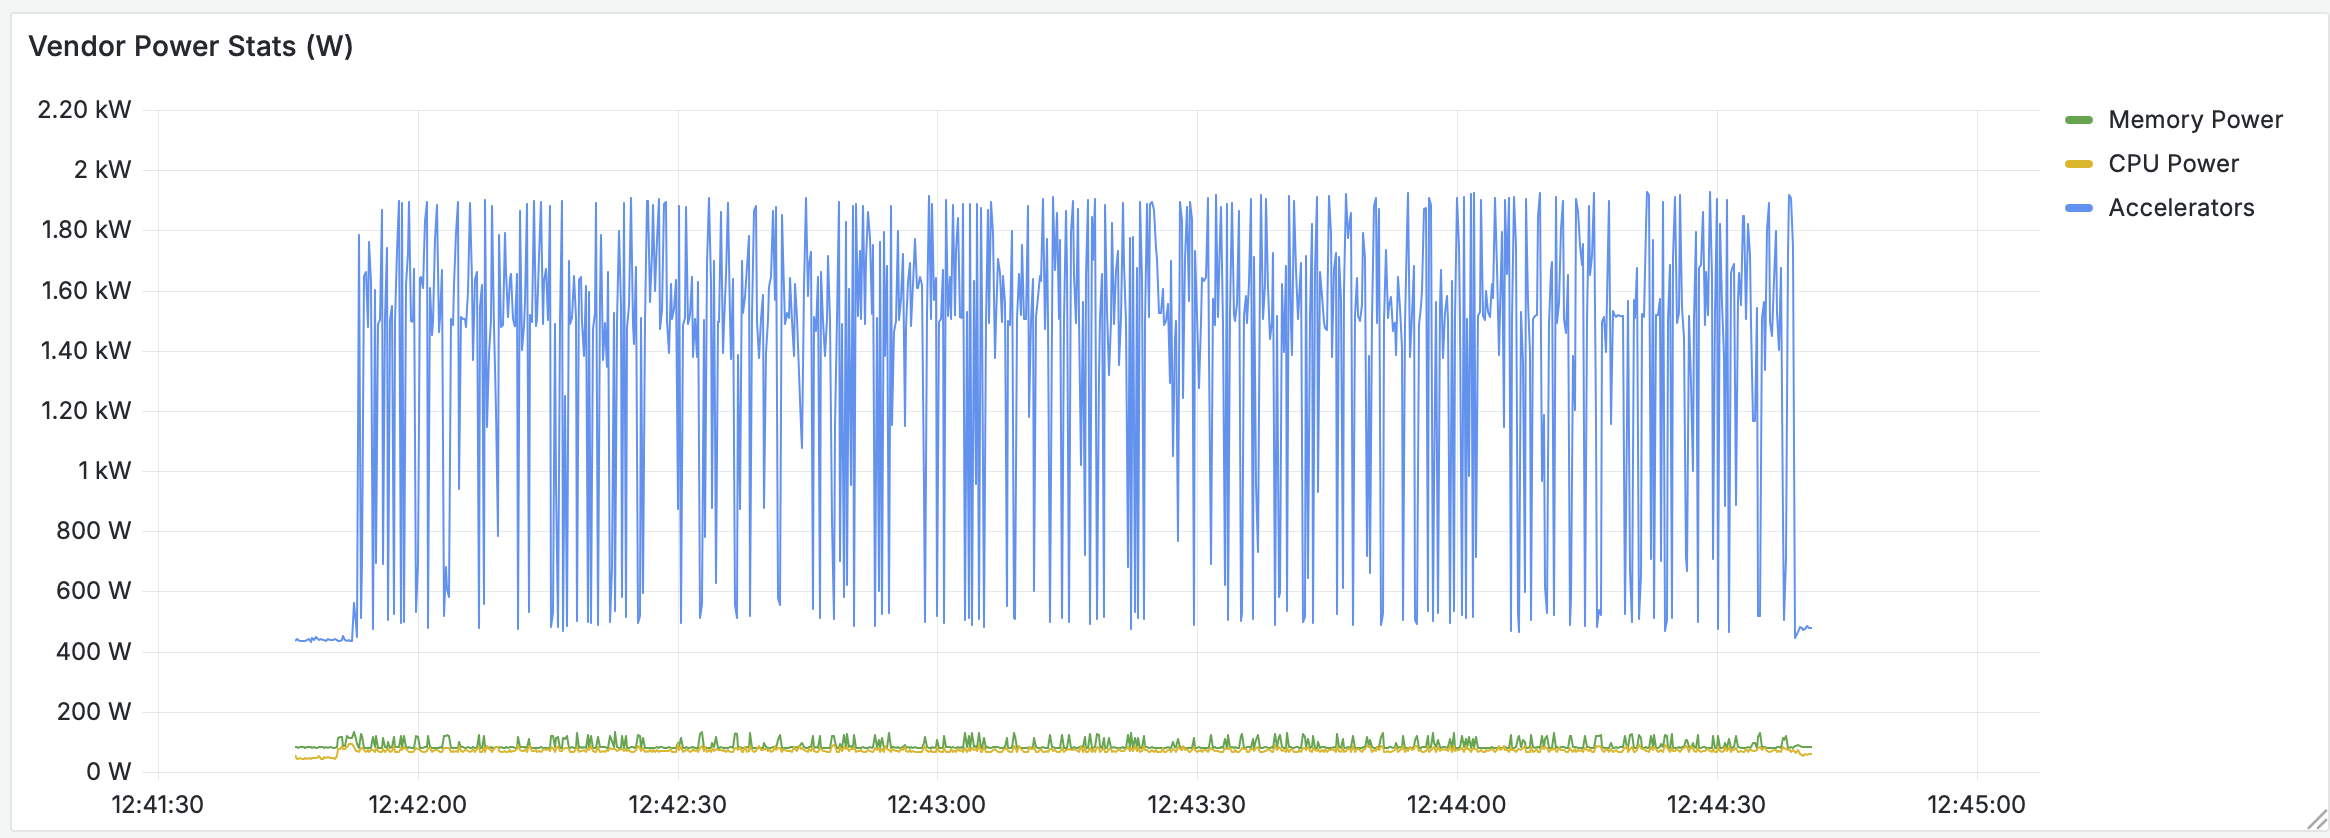 Vendor Power Stats (W)
2.20 kW
2 kW
1.80 kW
1.60 kW
1.40 kW
1.20 kW
1 kW
800 W
600 W
400 W
200 W
0 W
12:41:30 12:42:00 12:42:30 12:43:00 12:43:30 12:44:00 12:44:30 12:45:00
Memory Power
CPU Power
Accelerators